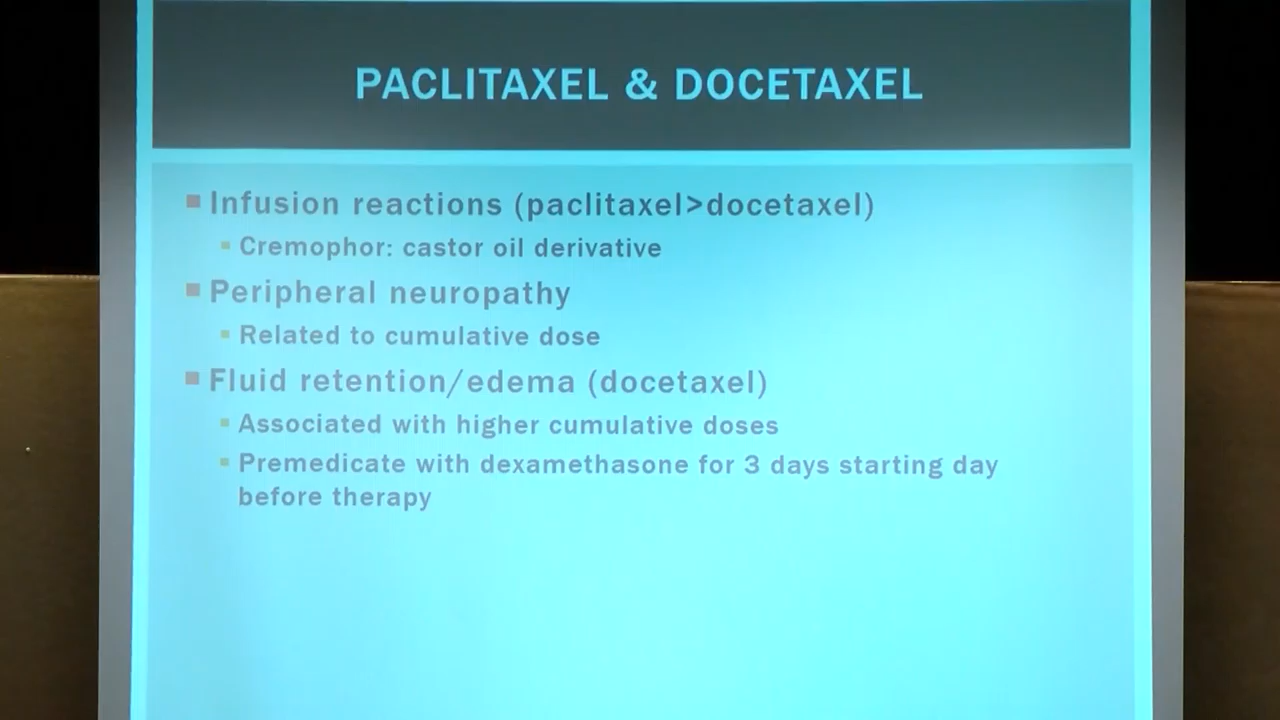 PACLITAXEL & DOCETAXEL
Infusion reactions (paclitaxel>docetaxel)
Cremophor: castor oil derivative
Peripheral neuropathy
Related to cumulative dose
Fluid retention/edema (docetaxel)
Associated with higher cumulative doses
Premedicate with dexamethasone for 3 days starting day
before therapy